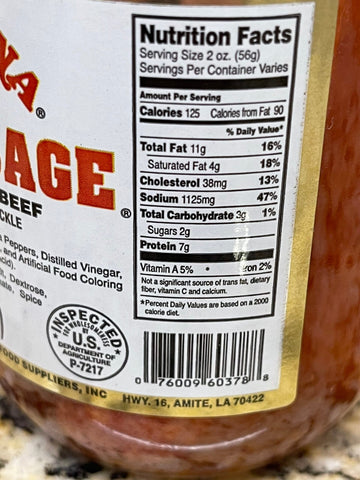 NA®
AGE®
BEEF
CKLE
Peppers, Distilled Vinegar,
and Artificial Food Coloring
Dextrose,
Spice
INSPECTED
FOR WHOLESOMENESS
BY
U.S.
DEPARTMENT OF
AGRICULTURE
P-7217
OOD SUPPLIERS, INC HWY. 16, AMITE, LA 70422
Nutrition Facts
Serving Size 2 oz. (56g)
Servings Per Container Varies
Amount Per Serving
Calories 125 Calories from Fat 90
% Daily Value*
Total Fat 11g 16%
Saturated Fat 4g 18%
Cholesterol 38mg 13%
Sodium 1125mg 47%
Total Carbohydrate 3g 1%
Sugars 2g
Protein 7g
Vitamin A 5% • ron 2%
Not a significant source of trans fat, dietary
fiber, vitamin C and calcium.
*Percent Daily Values are based on a 2000
calorie diet.
0 76009 60378 8